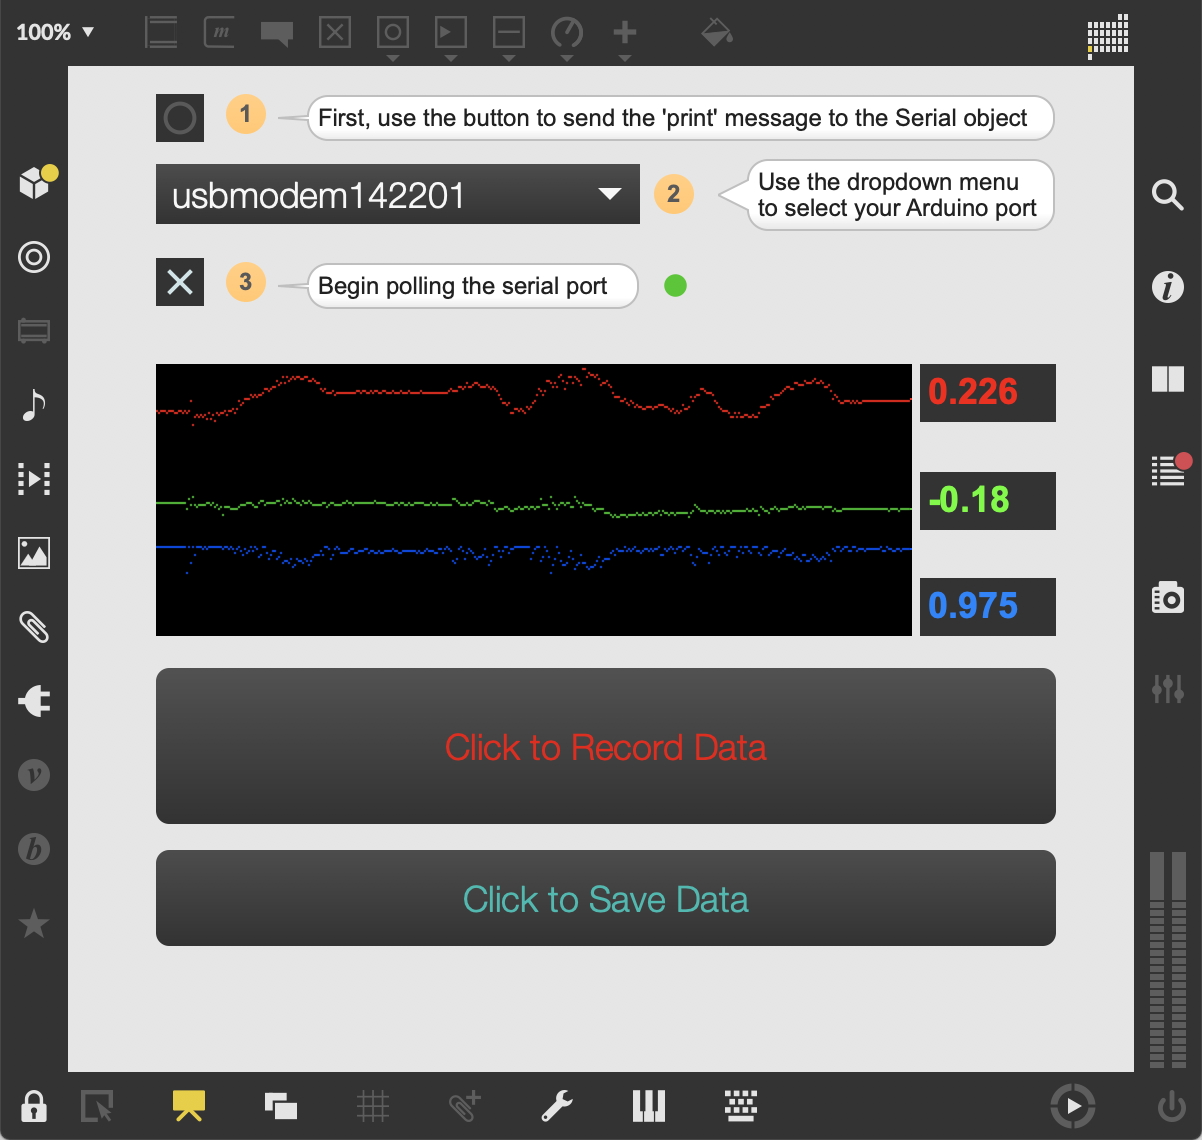 100%
1
First, use the button to send the 'print' message to the Serial object
usbmodem142201
2
Use the dropdown menu
to select your Arduino port
3
Begin polling the serial port
0.226
-0.18
0.975
Click to Record Data
Click to Save Data